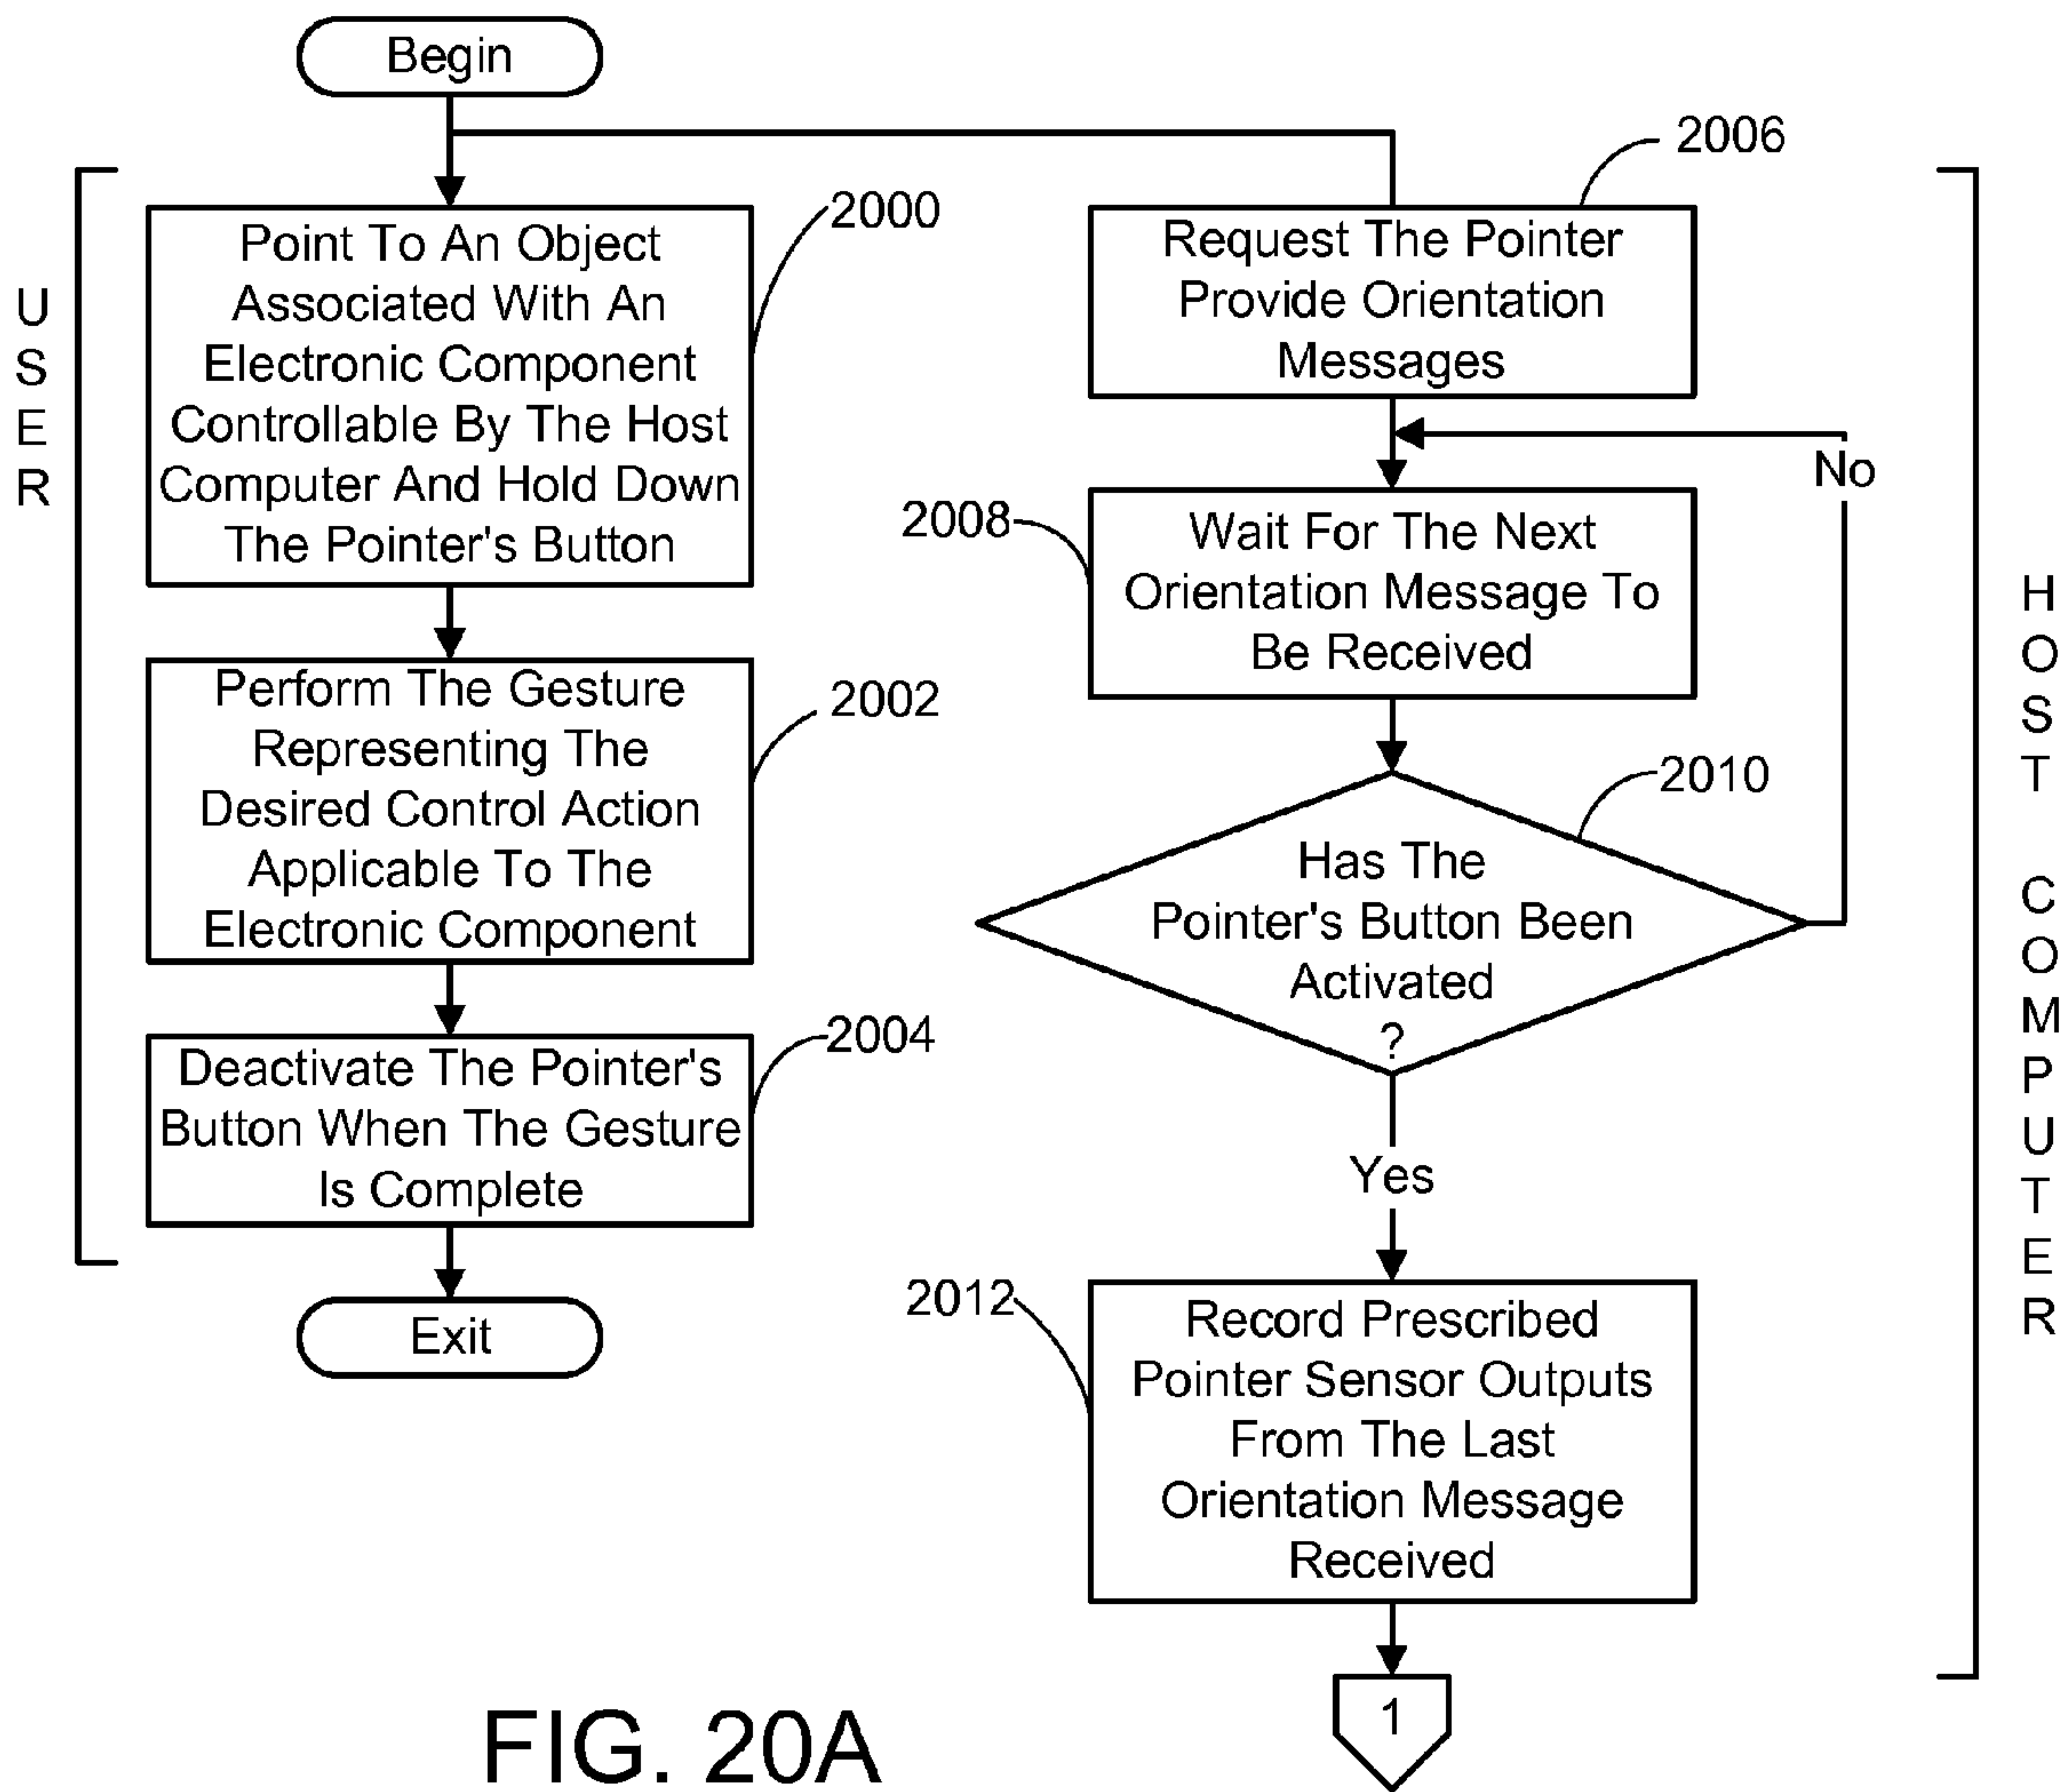 Begin
USER
2000
Point To An Object
Associated With An
Electronic Component
Controllable By The Host
Computer And Hold Down
The Pointer's Button
2002
Perform The Gesture
Representing The
Desired Control Action
Applicable To The
Electronic Component
2004
Deactivate The Pointer's
Button When The Gesture
Is Complete
Exit
2006
Request The Pointer
Provide Orientation
Messages
No
2008
Wait For The Next
Orientation Message To
Be Received
2010
Has The
Pointer's Button Been
Activated
?
Yes
2012
Record Prescribed
Pointer Sensor Outputs
From The Last
Orientation Message
Received
1
HOST COMPUTER
FIG. 20A